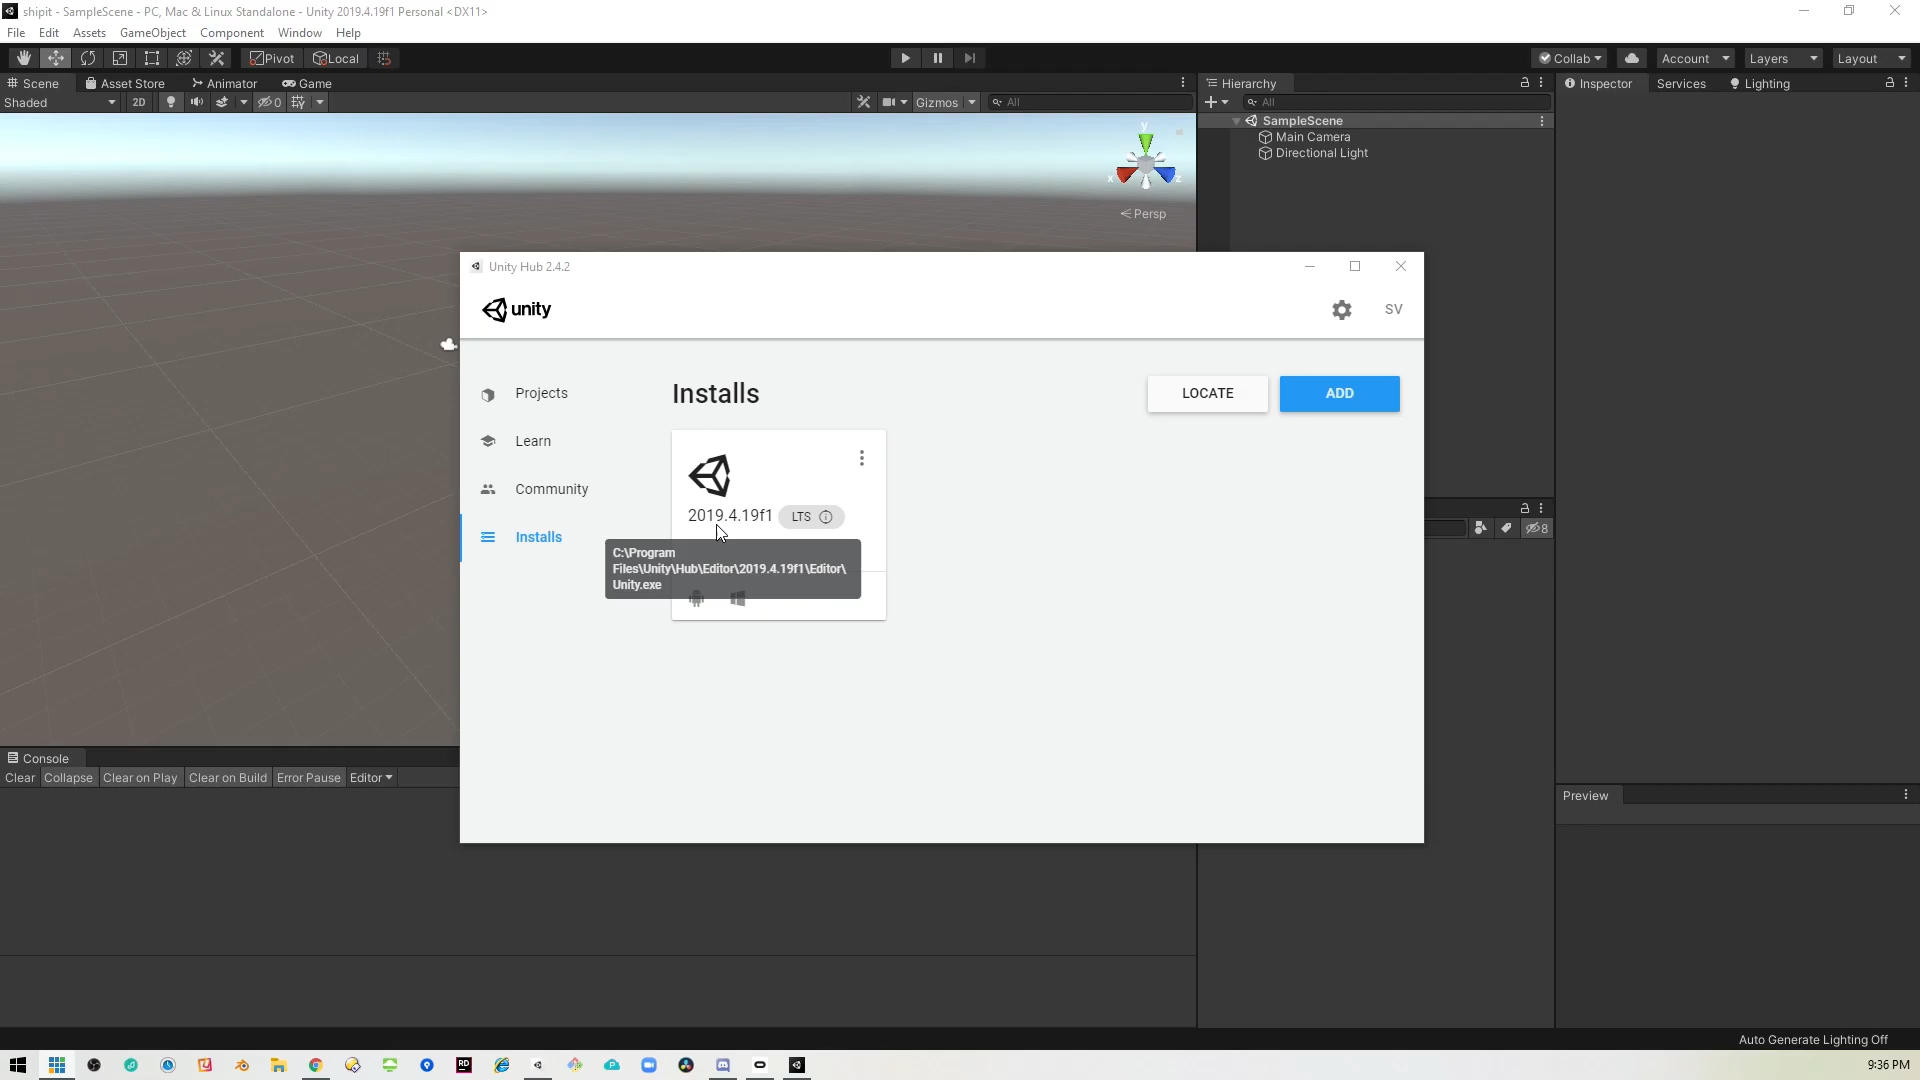 shipit - SampleScene - PC, Mac & Linux Standalone - Unity 2019.4.19f1 Personal <DX11>
File Edit Assets GameObject Component Window Help
Pivot Local Collab Account Layers Layout
Scene Asset Store Animator Game
Hierarchy
Inspector Services Lighting
Shaded 2D 0 Gizmos All
All
SampleScene
Main Camera
Directional Light
y
x
z
Persp
Unity Hub 2.4.2
unity
SV
Projects
Learn
Community
Installs
Installs
LOCATE
ADD
2019.4.19f1
LTS
C:\Program
Files\Unity\Hub\Editor\2019.4.19f1\Editor\
Unity.exe
8
Console
Clear Collapse Clear on Play Clear on Build Error Pause Editor
Preview
Auto Generate Lighting Off
RD
9:36 PM